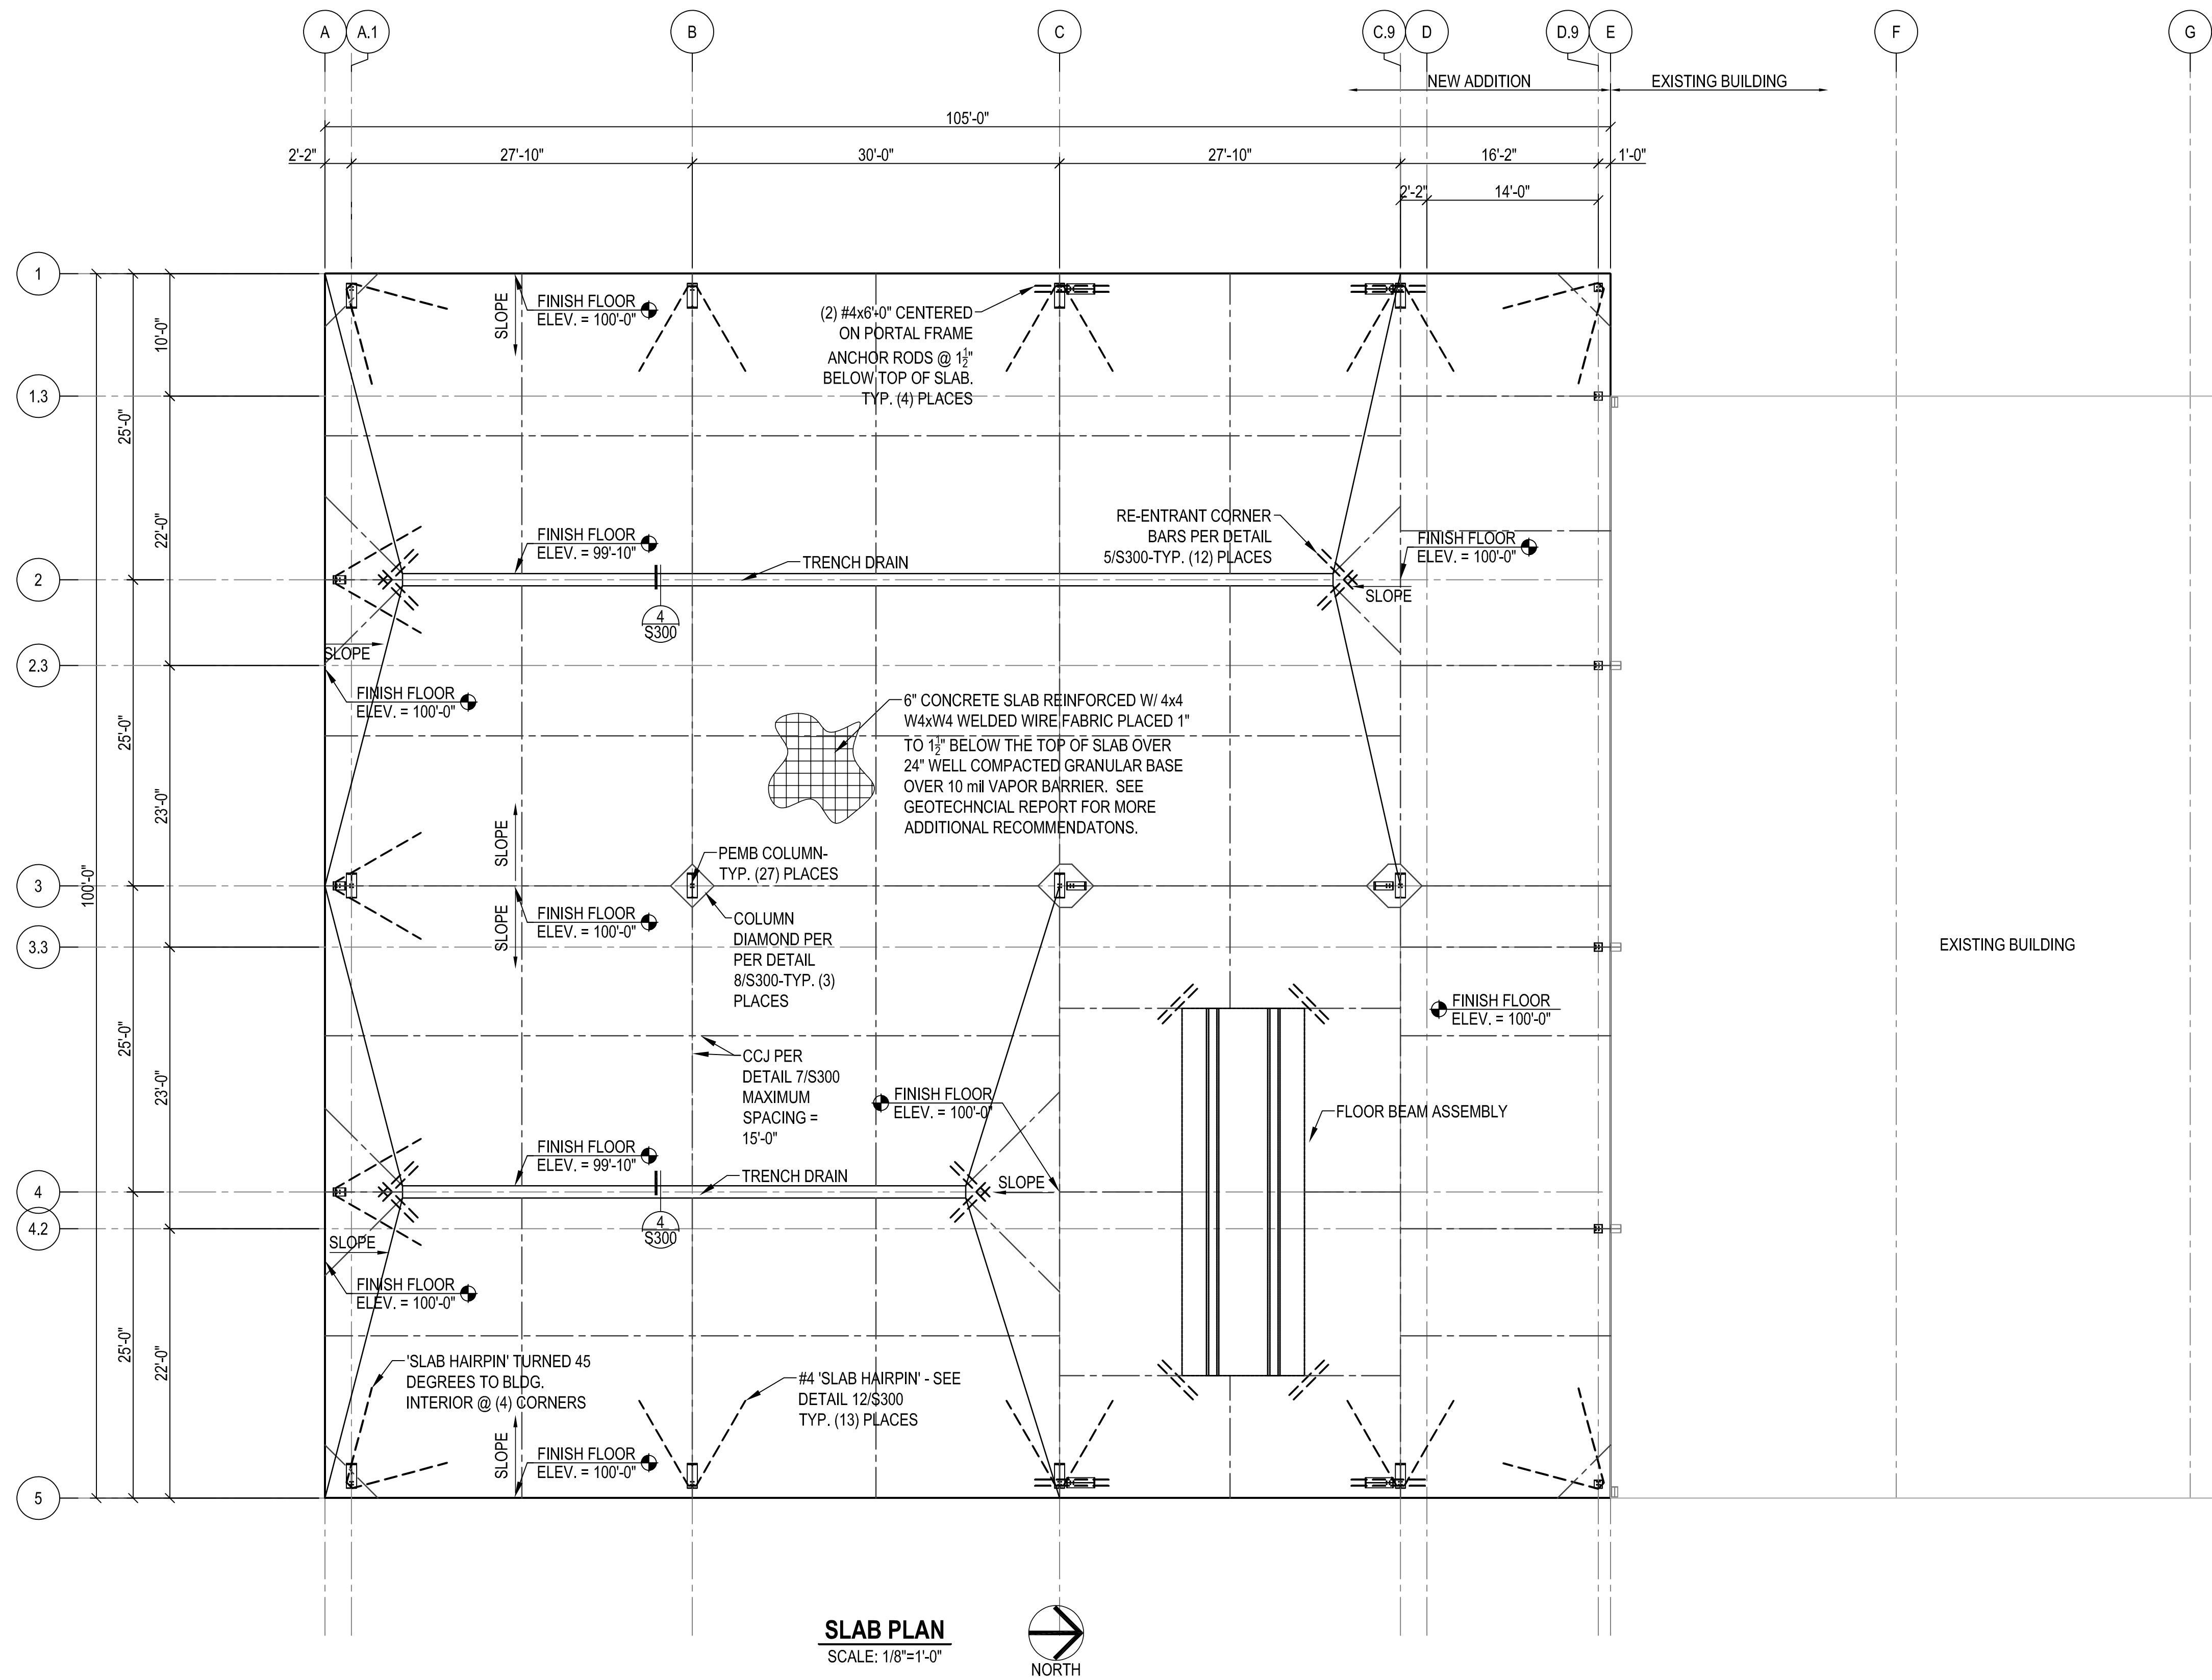 A
A.1
B
C
C.9
D
D.9
E
F
G
NEW ADDITION
EXISTING BUILDING
105'-0"
2'-2"
27'-10"
30'-0"
27'-10"
16'-2"
1'-0"
2'-2"
14'-0"
1
1.3
2
2.3
3
3.3
4
4.2
5
100'-0"
25'-0"
25'-0"
25'-0"
25'-0"
10'-0"
22'-0"
23'-0"
23'-0"
22'-0"
SLOPE
FINISH FLOOR
ELEV. = 100'-0"
(2) #4x6'-0" CENTERED
ON PORTAL FRAME
ANCHOR RODS @ 1½"
BELOW TOP OF SLAB.
TYP. (4) PLACES
FINISH FLOOR
ELEV. = 99'-10"
TRENCH DRAIN
4
S300
RE-ENTRANT CORNER
BARS PER DETAIL
5/S300-TYP. (12) PLACES
FINISH FLOOR
ELEV. = 100'-0"
SLOPE
SLOPE
FINISH FLOOR
ELEV. = 100'-0"
6" CONCRETE SLAB REINFORCED W/ 4x4
W4xW4 WELDED WIRE FABRIC PLACED 1"
TO 1½" BELOW THE TOP OF SLAB OVER
24" WELL COMPACTED GRANULAR BASE
OVER 10 mil VAPOR BARRIER. SEE
GEOTECHNCIAL REPORT FOR MORE
ADDITIONAL RECOMMENDATONS.
SLOPE
PEMB COLUMN-
TYP. (27) PLACES
SLOPE
FINISH FLOOR
ELEV. = 100'-0"
COLUMN
DIAMOND PER
PER DETAIL
8/S300-TYP. (3)
PLACES
EXISTING BUILDING
FINISH FLOOR
ELEV. = 100'-0"
CCJ PER
DETAIL 7/S300
MAXIMUM
SPACING =
15'-0"
FINISH FLOOR
ELEV. = 100'-0"
FLOOR BEAM ASSEMBLY
FINISH FLOOR
ELEV. = 99'-10"
TRENCH DRAIN
4
S300
SLOPE
SLOPE
FINISH FLOOR
ELEV. = 100'-0"
'SLAB HAIRPIN' TURNED 45
DEGREES TO BLDG.
INTERIOR @ (4) CORNERS
#4 'SLAB HAIRPIN' - SEE
DETAIL 12/S300
TYP. (13) PLACES
SLOPE
FINISH FLOOR
ELEV. = 100'-0"
SLAB PLAN
SCALE: 1/8"=1'-0"
NORTH